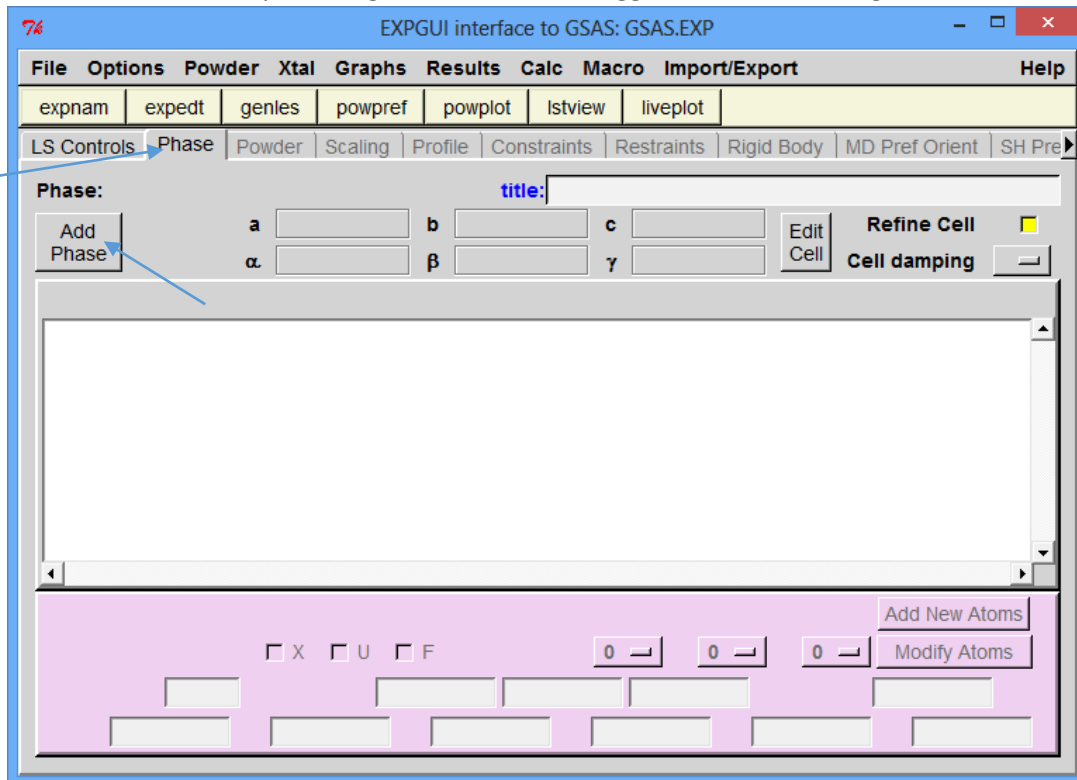 EXPGUI interface to GSAS: GSAS.EXP
File Options Powder Xtal Graphs Results Calc Macro Import/Export Help
expnam expedt genles powpref powplot lstview liveplot
LS Controls Phase Powder Scaling Profile Constraints Restraints Rigid Body MD Pref Orient SH Pre
Phase: title:
Add Phase a b c Edit Cell Refine Cell
α β γ Cell damping
Add New Atoms
X U F 0 0 0 Modify Atoms